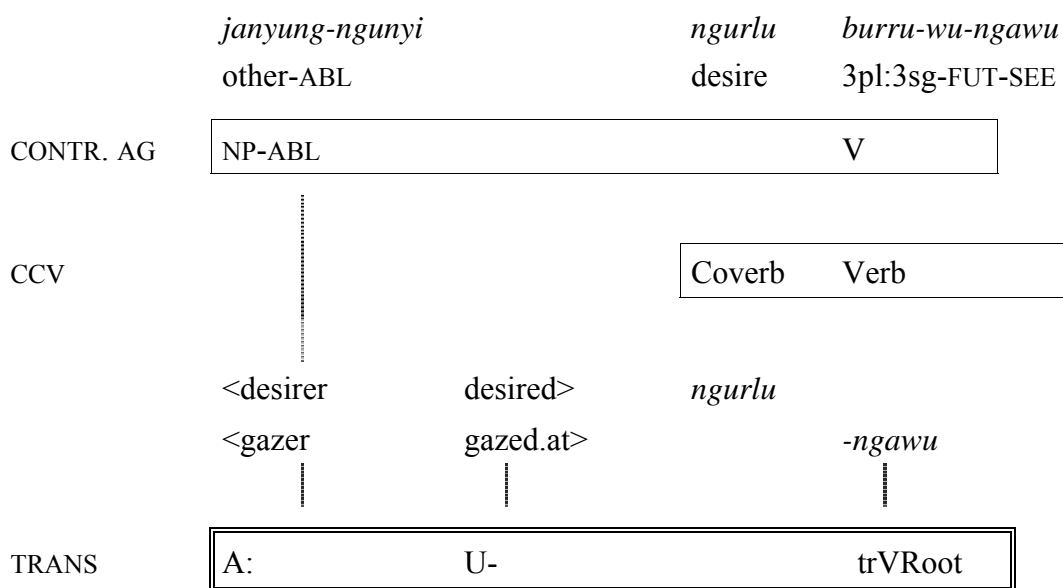 janyung-ngunyi ngurlu burru-wu-ngawu
other-ABL desire 3pl:3sg-FUT-SEE
CONTR. AG NP-ABL V
CCV Coverb Verb
<desirer desired> ngurlu
<gazer gazed.at> -ngawu
TRANS A: U- trVRoot